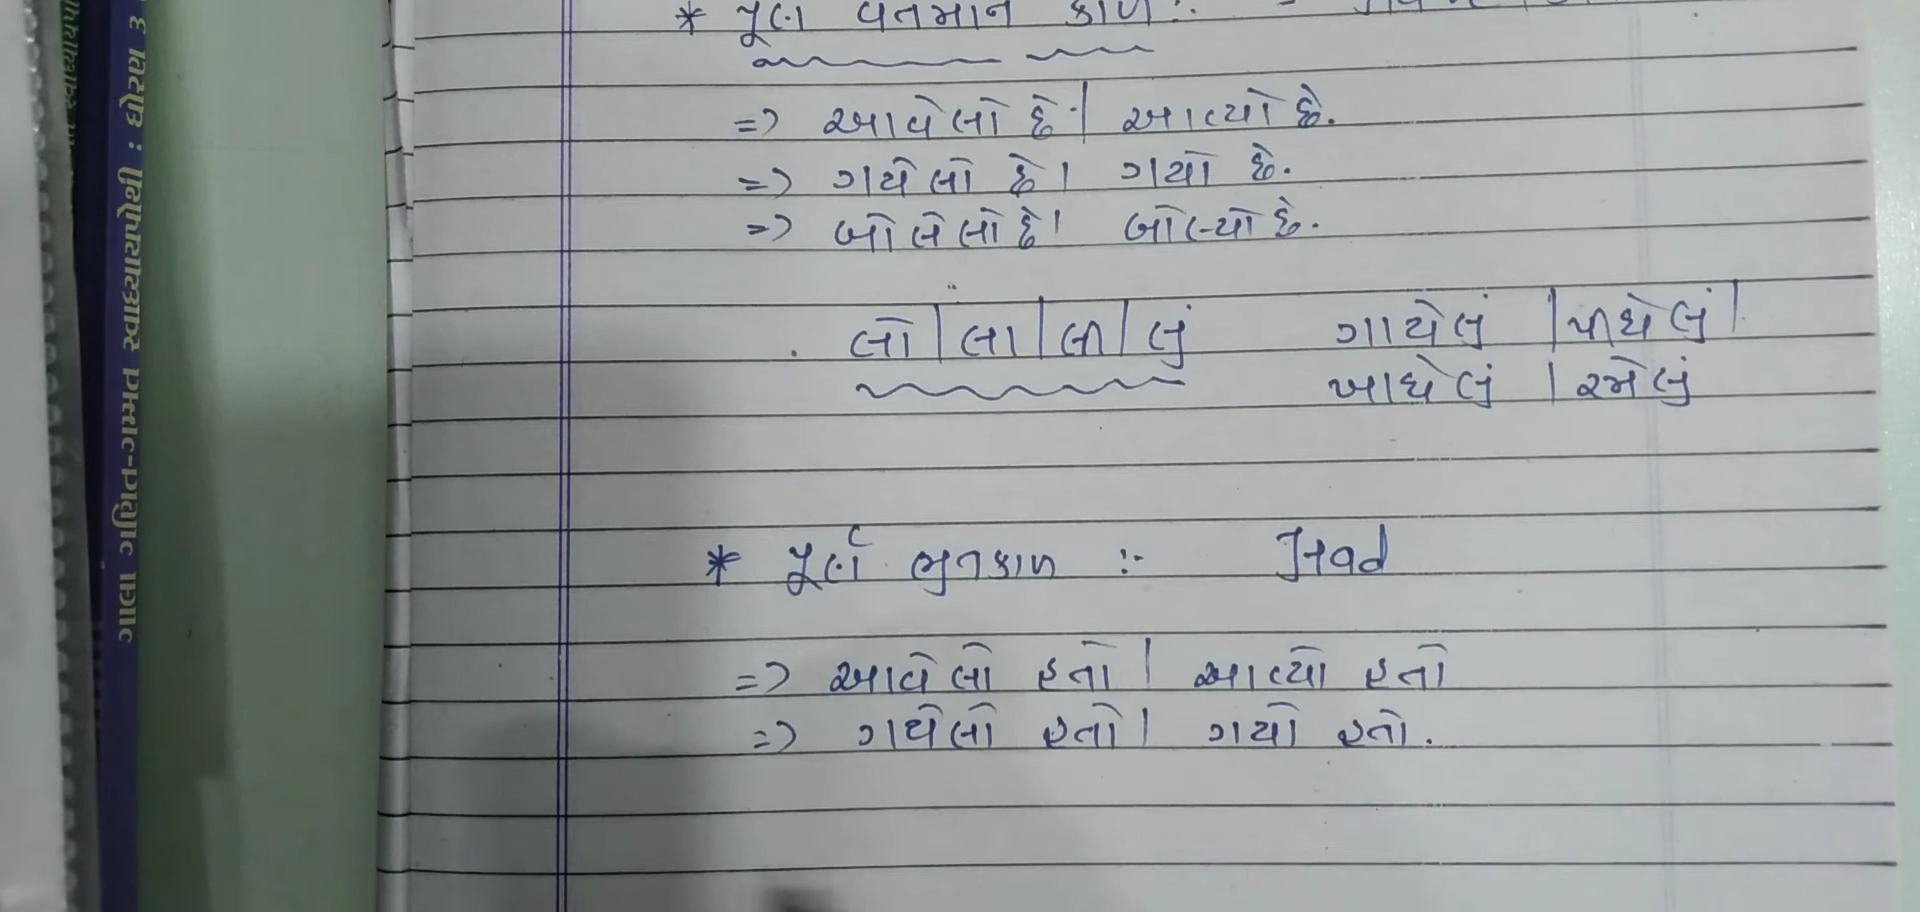 * પૂર્ણ વર્તમાન કાળ :-
=> આવેલો છે. | આવ્યો છે.
=> ગયેલો છે | ગયો છે.
=> બોલેલો છે | બોલ્યો છે.
લો | લા | લી | લું ગાયેલું | પીધેલું |
ખાધેલું | રમેલું
* પૂર્ણ ભુતકાળ :- Had
=> આવેલો હતો | આવ્યો હતો
=> ગયેલો હતો | ગયો હતો.